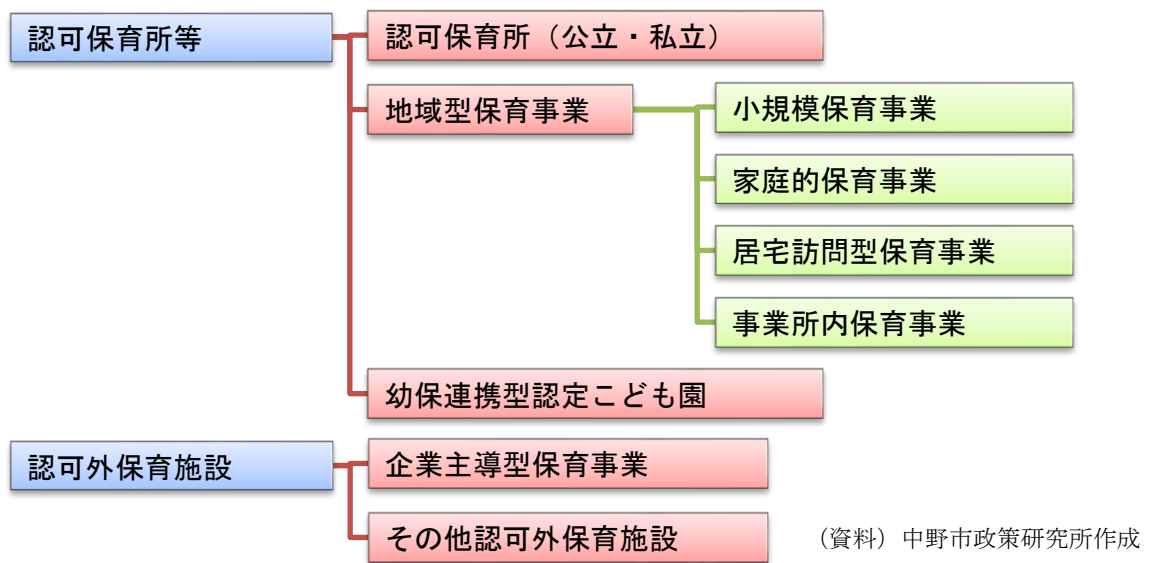 認可保育所等
認可保育所（公立・私立）
地域型保育事業
小規模保育事業
家庭的保育事業
居宅訪問型保育事業
事業所内保育事業
幼保連携型認定こども園
認可外保育施設
企業主導型保育事業
その他認可外保育施設
（資料）中野市政策研究所作成